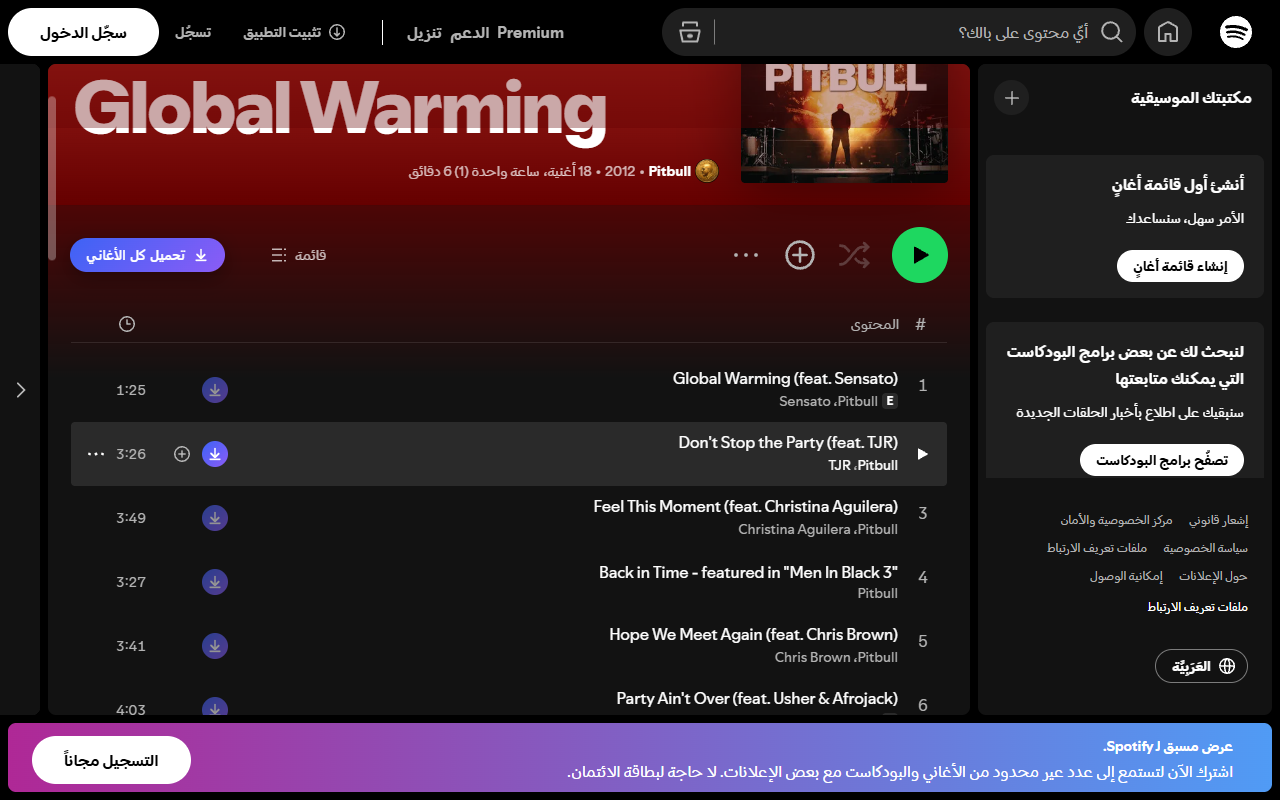 أيّ محتوى على بالك؟
Premium الدعم تنزيل
تثبيت التطبيق
تسجّل
سجّل الدخول
مكتبتك الموسيقية
أنشئ أول قائمة أغانٍ
الأمر سهل، سنساعدك
إنشاء قائمة أغانٍ
لنبحث لك عن بعض برامج البودكاست
التي يمكنك متابعتها
سنبقيك على اطلاع بأخبار الحلقات الجديدة
تصفّح برامج البودكاست
إشعار قانوني مركز الخصوصية والأمان
سياسة الخصوصية ملفات تعريف الارتباط
حول الإعلانات إمكانية الوصول
ملفات تعريف الارتباط
العَرَبِيَّة
PITBULL
Global Warming
Pitbull • 2012 • 18 أغنية، ساعة واحدة (1) 6 دقائق
قائمة
تحميل كل الأغاني
# المحتوى
1 Global Warming (feat. Sensato) 1:25
E Pitbull، Sensato
Don't Stop the Party (feat. TJR) 3:26
Pitbull، TJR
3 Feel This Moment (feat. Christina Aguilera) 3:49
Pitbull، Christina Aguilera
4 Back in Time - featured in "Men In Black 3" 3:27
Pitbull
5 Hope We Meet Again (feat. Chris Brown) 3:41
Pitbull، Chris Brown
6 Party Ain't Over (feat. Usher & Afrojack) 4:03
عرض مسبق لـ Spotify.
اشترك الآن لتستمع إلى عدد غير محدود من الأغاني والبودكاست مع بعض الإعلانات. لا حاجة لبطاقة الائتمان.
التسجيل مجاناً